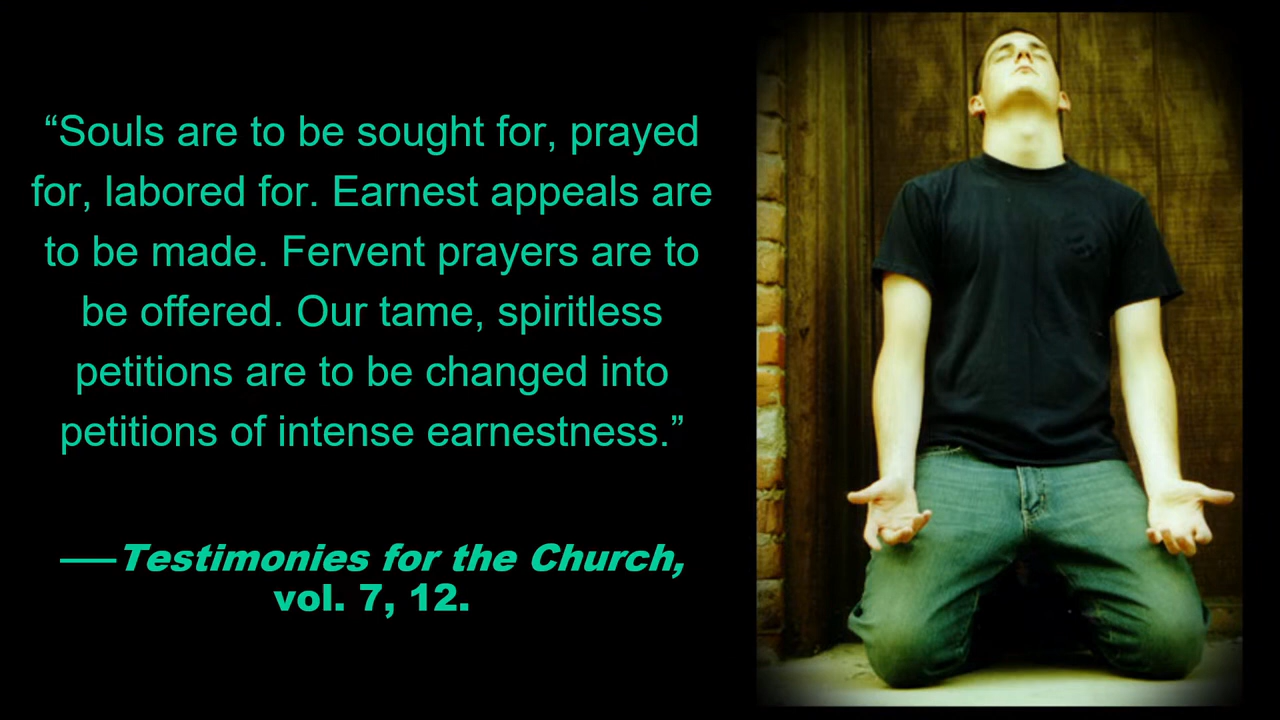 “Souls are to be sought for, prayed
for, labored for. Earnest appeals are
to be made. Fervent prayers are to
be offered. Our tame, spiritless
petitions are to be changed into
petitions of intense earnestness.”
—Testimonies for the Church,
vol. 7, 12.